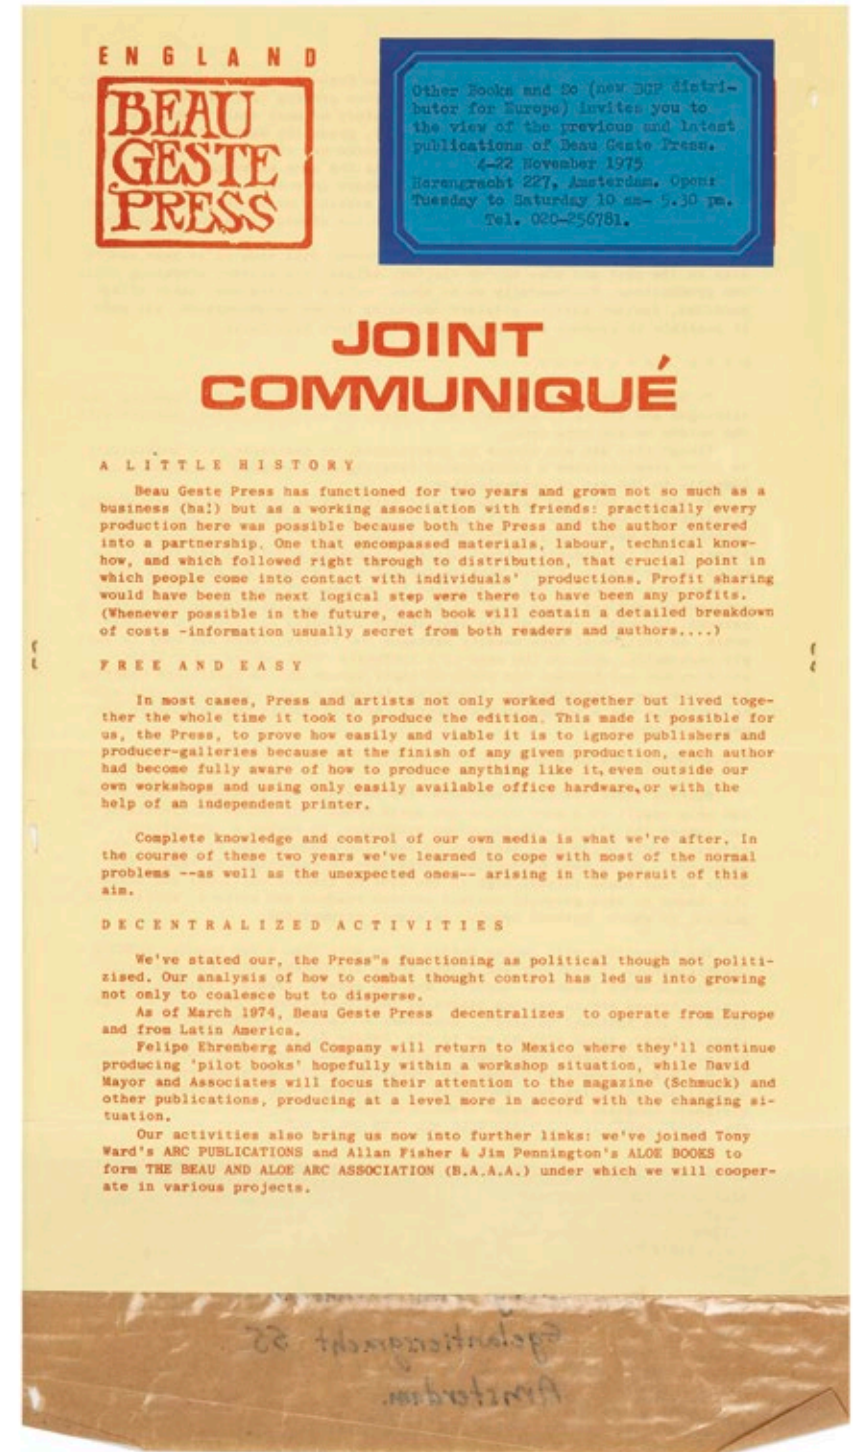 ENGLAND
BEAU
GESTE
PRESS
Other Books and So (new BGP distri-
butor for Europe) invites you to
the view of the previous and latest
publications of Beau Geste Press.
4-22 November 1975
Herengracht 227, Amsterdam. Open:
Tuesday to Saturday 10 am- 5.30 pm.
Tel. 020-256781.
JOINT
COMMUNIQUÉ
A LITTLE HISTORY
Beau Geste Press has functioned for two years and grown not so much as a
business (ha!) but as a working association with friends: practically every
production here was possible because both the Press and the author entered
into a partnership. One that encompassed materials, labour, technical know-
how, and which followed right through to distribution, that crucial point in
which people come into contact with individuals' productions. Profit sharing
would have been the next logical step were there to have been any profits.
(Whenever possible in the future, each book will contain a detailed breakdown
of costs -information usually secret from both readers and authors....)
FREE AND EASY
In most cases, Press and artists not only worked together but lived toge-
ther the whole time it took to produce the edition. This made it possible for
us, the Press, to prove how easily and viable it is to ignore publishers and
producer-galleries because at the finish of any given production, each author
had become fully aware of how to produce anything like it, even outside our
own workshops and using only easily available office hardware, or with the
help of an independent printer.
Complete knowledge and control of our own media is what we're after. In
the course of these two years we've learned to cope with most of the normal
problems --as well as the unexpected ones-- arising in the persuit of this
aim.
DECENTRALIZED ACTIVITIES
We've stated our, the Press"s functioning as political though not politi-
zised. Our analysis of how to combat thought control has led us into growing
not only to coalesce but to disperse.
As of March 1974, Beau Geste Press decentralizes to operate from Europe
and from Latin America.
Felipe Ehrenberg and Company will return to Mexico where they'll continue
producing 'pilot books' hopefully within a workshop situation, while David
Mayor and Associates will focus their attention to the magazine (Schmuck) and
other publications, producing at a level more in accord with the changing si-
tuation.
Our activities also bring us now into further links: we've joined Tony
Ward's ARC PUBLICATIONS and Allan Fisher & Jim Pennington's ALOE BOOKS to
form THE BEAU AND ALOE ARC ASSOCIATION (B.A.A.A.) under which we will cooper-
ate in various projects.
Egelantiersgracht 55
Amsterdam.